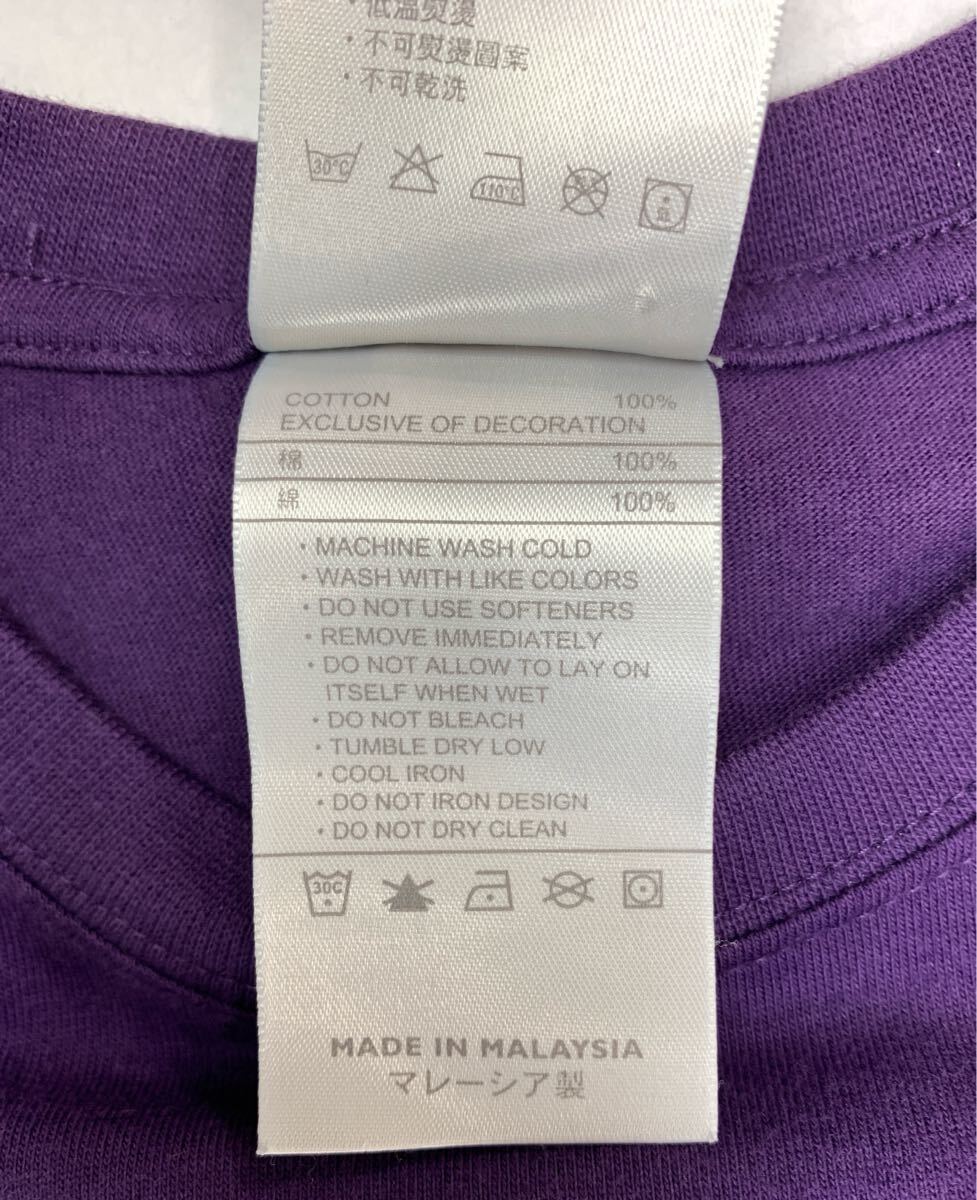 ・低溫熨燙
・不可熨燙圖案
・不可乾洗
30°C
110°C
COTTON 100%
EXCLUSIVE OF DECORATION
棉 100%
綿 100%
・MACHINE WASH COLD
・WASH WITH LIKE COLORS
・DO NOT USE SOFTENERS
・REMOVE IMMEDIATELY
・DO NOT ALLOW TO LAY ON
ITSELF WHEN WET
・DO NOT BLEACH
・TUMBLE DRY LOW
・COOL IRON
・DO NOT IRON DESIGN
・DO NOT DRY CLEAN
30C
MADE IN MALAYSIA
マレーシア製